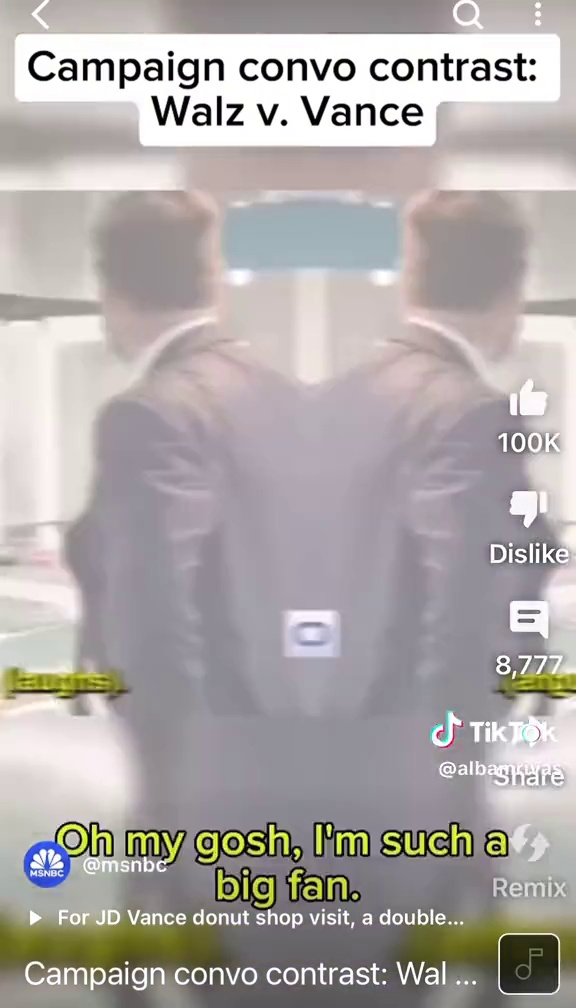 Campaign convo contrast:
Walz v. Vance
100K
Dislike
(laughs).
8,777
TikTok
@albamrivas
Share
Oh my gosh, I'm such a
big fan.
MSNBC
@msnbc
Remix
For JD Vance donut shop visit, a double...
Campaign convo contrast: Wal ...